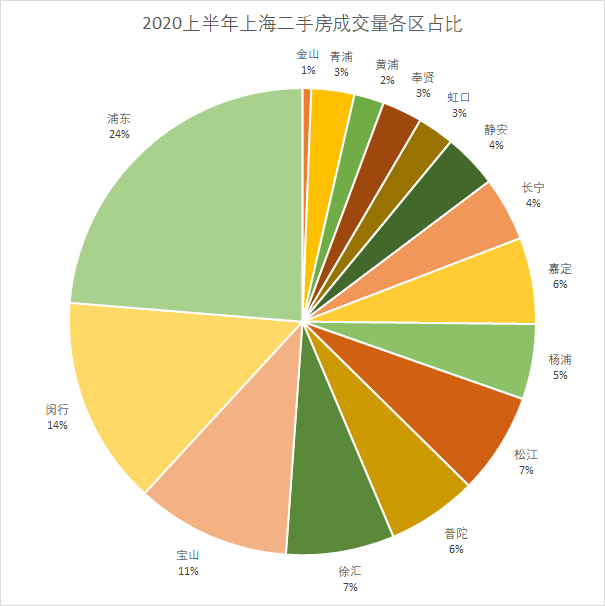 2020上半年上海二手房成交量各区占比
金山
1%
青浦
3%
黄浦
2%
奉贤
3%
虹口
3%
静安
4%
长宁
4%
嘉定
6%
杨浦
5%
松江
7%
普陀
6%
徐汇
7%
宝山
11%
闵行
14%
浦东
24%